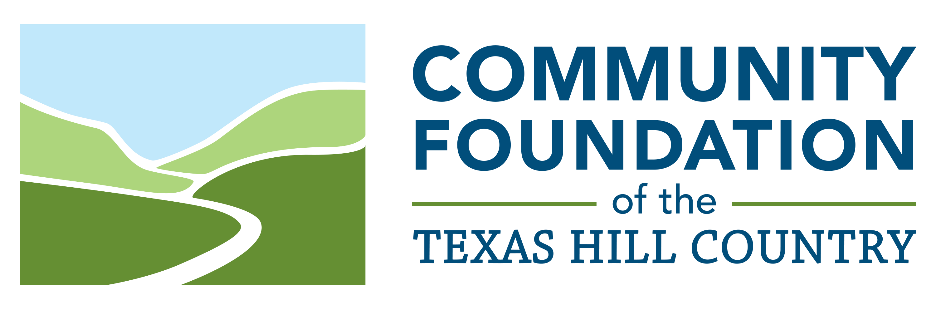 COMMUNITY
FOUNDATION
of the
TEXAS HILL COUNTRY